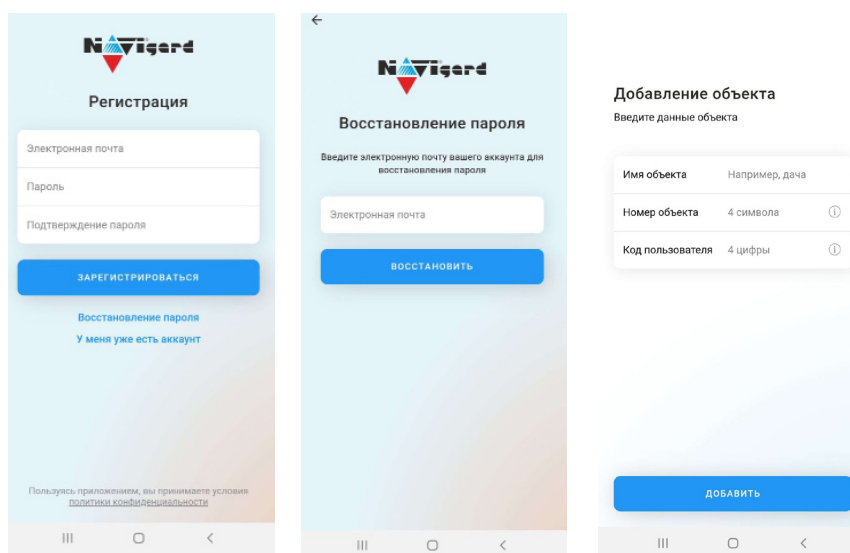 Navigard
Регистрация
Электронная почта
Пароль
Подтверждение пароля
ЗАРЕГИСТРИРОВАТЬСЯ
Восстановление пароля
У меня уже есть аккаунт
Пользуясь приложением, вы принимаете условия
политики конфиденциальности
Navigard
Восстановление пароля
Введите электронную почту вашего аккаунта для
восстановления пароля
Электронная почта
ВОССТАНОВИТЬ
Добавление объекта
Введите данные объекта
Имя объекта Например, дача
Номер объекта 4 символа
Код пользователя 4 цифры
ДОБАВИТЬ